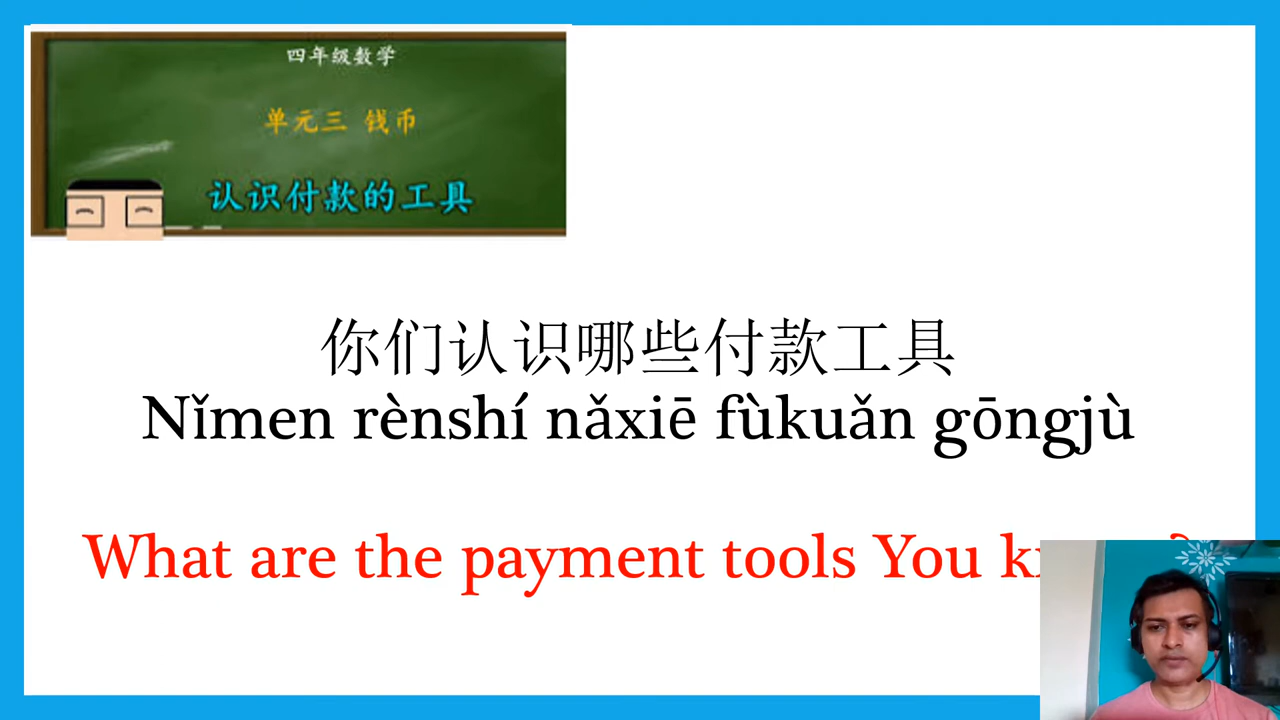 四年级数学
单元三 钱币
认识付款的工具
你们认识哪些付款工具
Nǐmen rènshí nǎxiē fùkuǎn gōngjù
What are the payment tools You